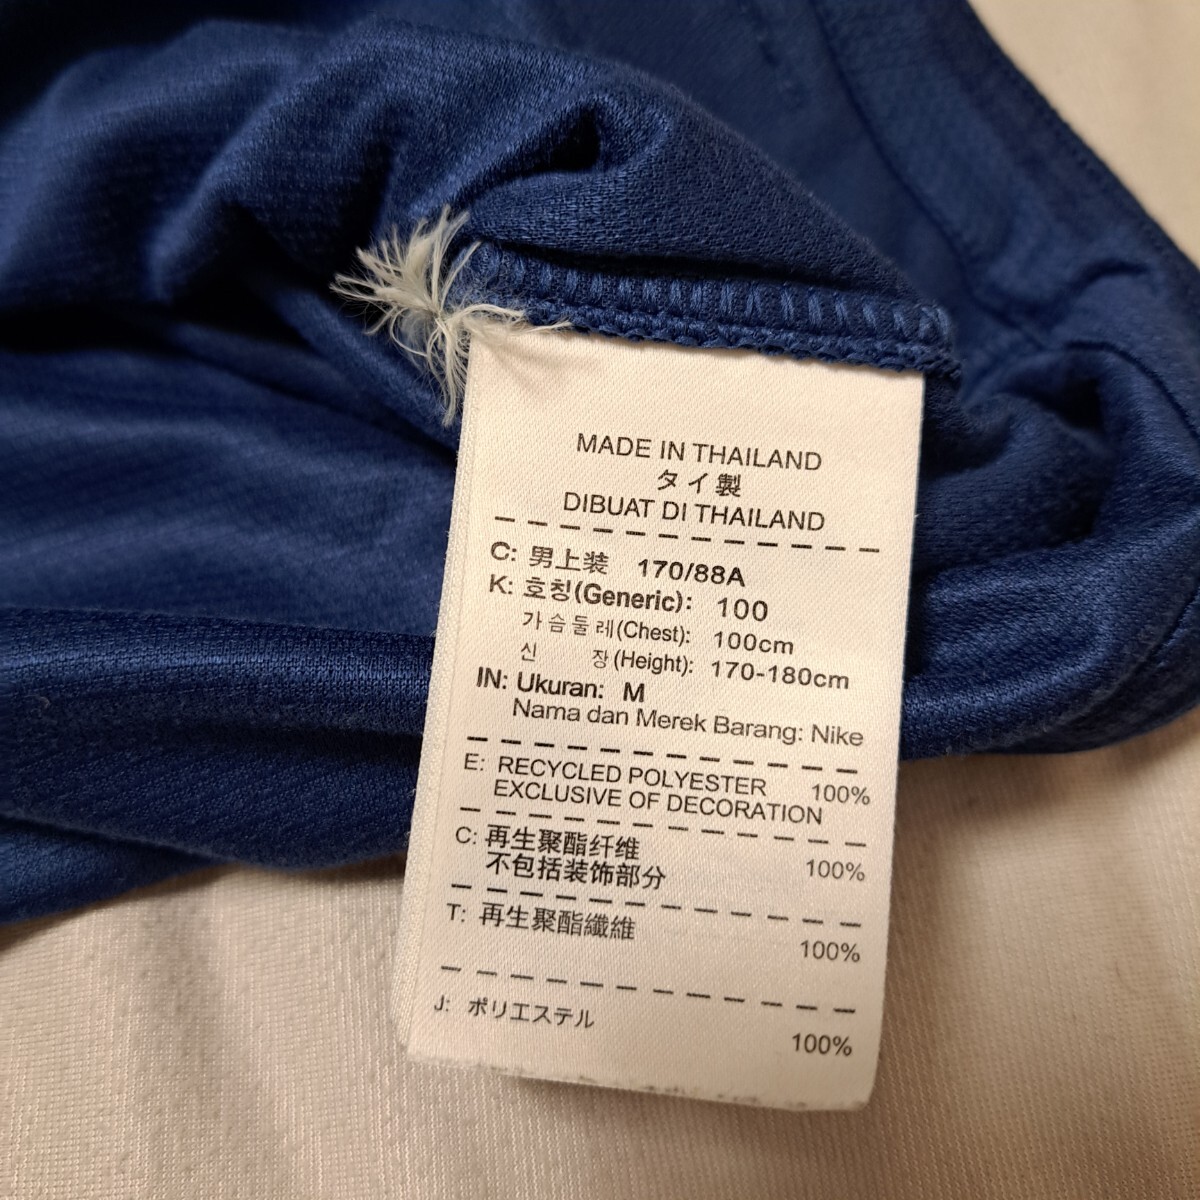 MADE IN THAILAND
タイ製
DIBUAT DI THAILAND
C: 男上装 170/88A
K: 호칭(Generic): 100
가슴둘레(Chest): 100cm
신 장(Height): 170-180cm
IN: Ukuran: M
Nama dan Merek Barang: Nike
E: RECYCLED POLYESTER 100%
EXCLUSIVE OF DECORATION
C: 再生聚酯纤维 100%
不包括装饰部分
T: 再生聚酯纖維 100%
J: ポリエステル 100%